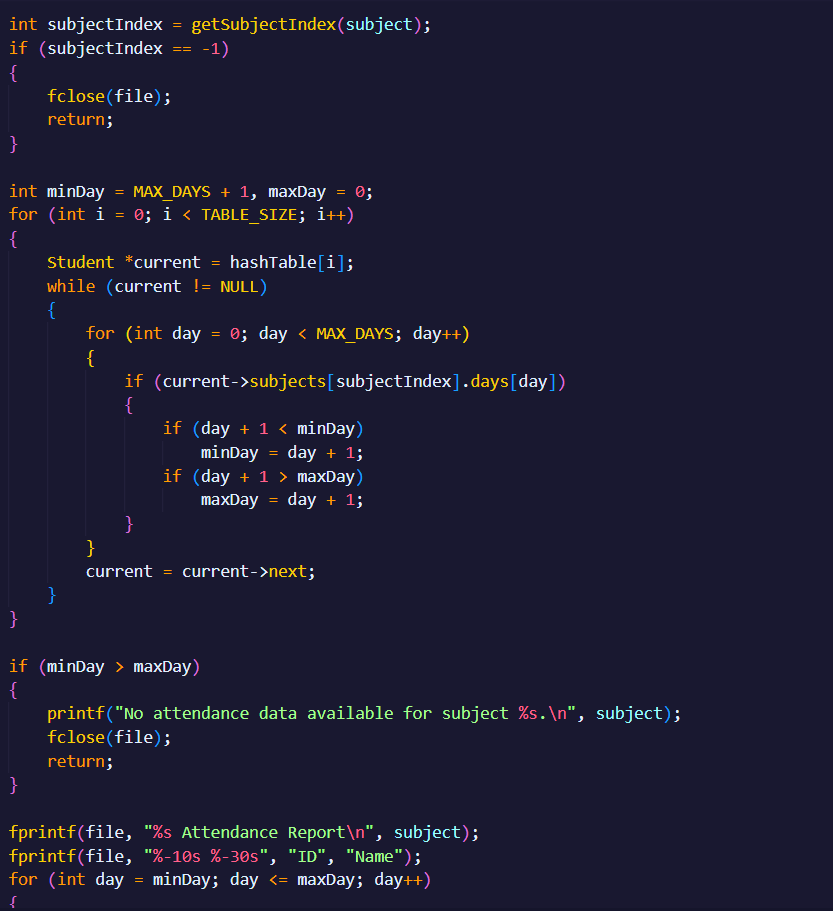 int subjectIndex = getSubjectIndex(subject);
if (subjectIndex == -1)
{
    fclose(file);
    return;
}

int minDay = MAX_DAYS + 1, maxDay = 0;
for (int i = 0; i < TABLE_SIZE; i++)
{
    Student *current = hashTable[i];
    while (current != NULL)
    {
        for (int day = 0; day < MAX_DAYS; day++)
        {
            if (current->subjects[subjectIndex].days[day])
            {
                if (day + 1 < minDay)
                    minDay = day + 1;
                if (day + 1 > maxDay)
                    maxDay = day + 1;
            }
        }
        current = current->next;
    }
}

if (minDay > maxDay)
{
    printf("No attendance data available for subject %s.\n", subject);
    fclose(file);
    return;
}

fprintf(file, "%s Attendance Report\n", subject);
fprintf(file, "%-10s %-30s", "ID", "Name");
for (int day = minDay; day <= maxDay; day++)
{